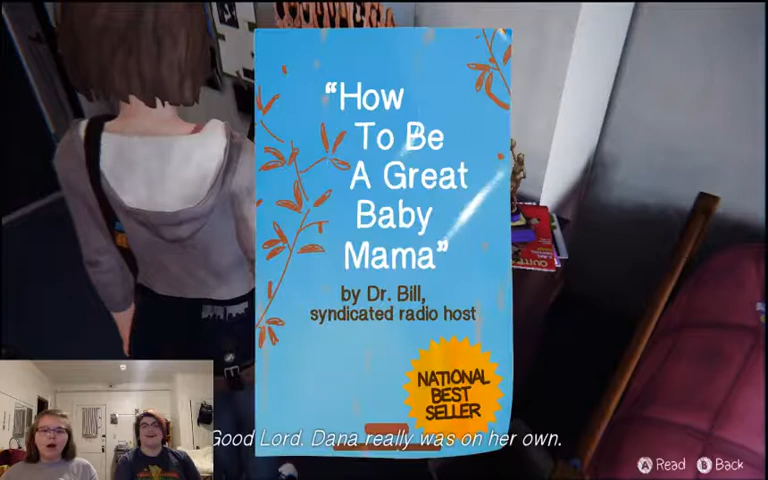 “How
To Be
A Great
Baby
Mama”
by Dr. Bill,
syndicated radio host
NATIONAL
BEST
SELLER
Good Lord. Dana really was on her own.
A Read B Back